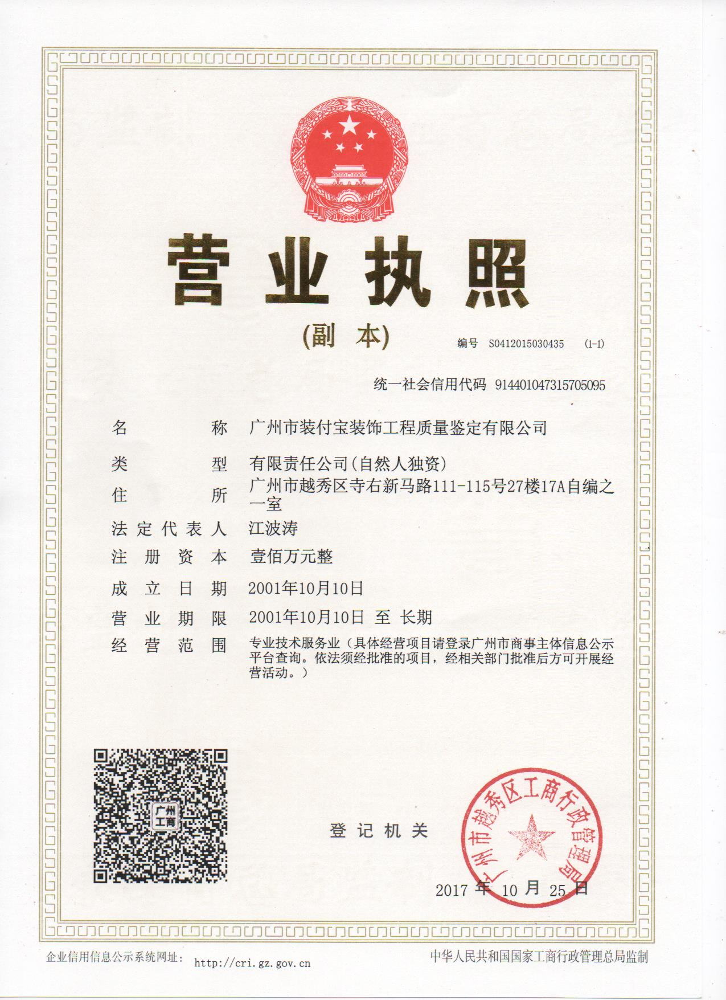 营业执照
(副 本)
编号 S0412015030435 (1-1)
统一社会信用代码 914401047315705095
名 称 广州市装付宝装饰工程质量鉴定有限公司
类 型 有限责任公司(自然人独资)
住 所 广州市越秀区寺右新马路111-115号27楼17A自编之
一室
法定代表人 江波涛
注册资本 壹佰万元整
成立日期 2001年10月10日
营业期限 2001年10月10日 至 长期
经营范围 专业技术服务业（具体经营项目请登录广州市商事主体信息公示
平台查询。依法须经批准的项目，经相关部门批准后方可开展经
营活动。）
广州
工商
登记机关
广州市越秀区工商行政管理局
2017 年 10 月 25 日
企业信用信息公示系统网址： http://cri.gz.gov.cn
中华人民共和国国家工商行政管理总局监制